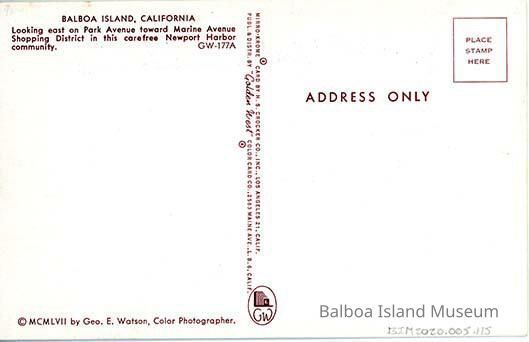 BALBOA ISLAND, CALIFORNIA
Looking east on Park Avenue toward Marine Avenue
Shopping District in this carefree Newport Harbor
community. GW-177A
MIRRO-KROME ® CARD BY H. S. CROCKER CO., INC., LOS ANGELES 21, CALIF.
PUBL. & DISTR. BY "Golden West" ® COLOR CARD CO., 2503 MAINE AVE., L. B. 6, CALIF.
PLACE
STAMP
HERE
ADDRESS ONLY
GW
© MCMLVII by Geo. E. Watson, Color Photographer.
Balboa Island Museum
BIM2020.005.115